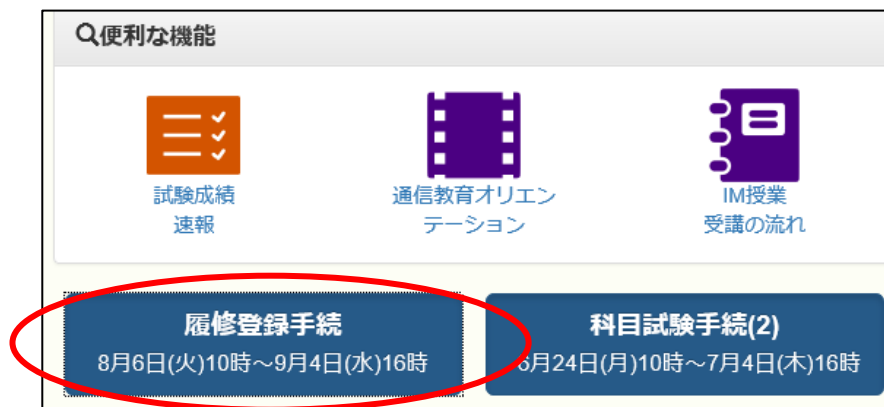 便利な機能
試験成績
速報
通信教育オリエン
テーション
IM授業
受講の流れ
履修登録手続
8月6日(火)10時～9月4日(水)16時
科目試験手続(2)
6月24日(月)10時～7月4日(木)16時